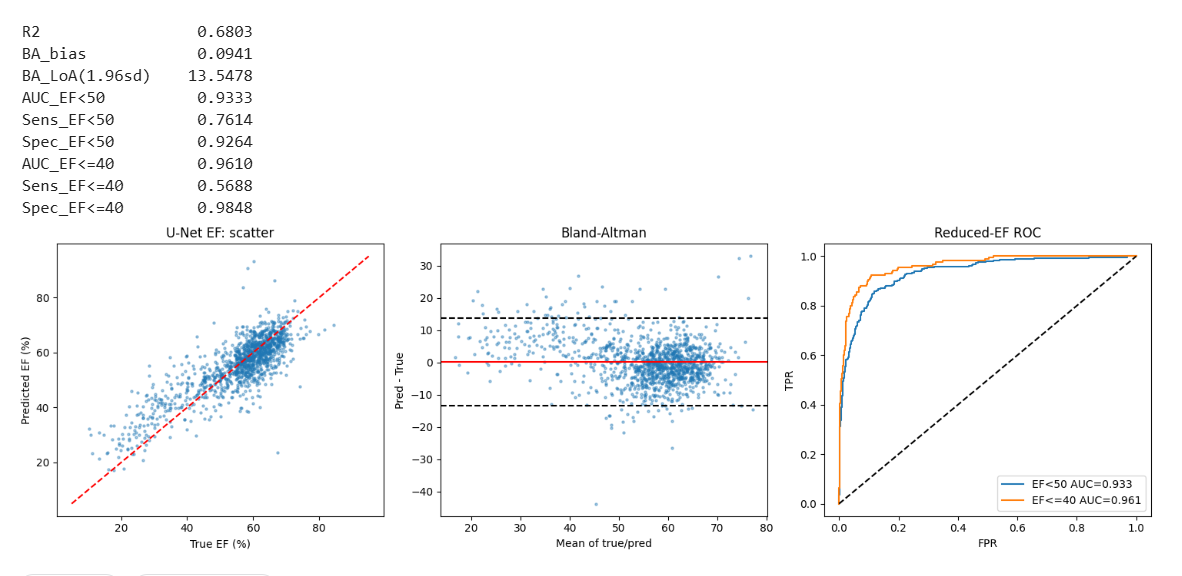 R2 0.6803
BA_bias 0.0941
BA_LoA(1.96sd) 13.5478
AUC_EF<50 0.9333
Sens_EF<50 0.7614
Spec_EF<50 0.9264
AUC_EF<=40 0.9610
Sens_EF<=40 0.5688
Spec_EF<=40 0.9848
U-Net EF: scatter
80
60
40
20
Predicted EF (%)
20 40 60 80
True EF (%)
Bland-Altman
30
20
10
0
−10
−20
−30
−40
Pred - True
20 30 40 50 60 70 80
Mean of true/pred
Reduced-EF ROC
1.0
0.8
0.6
0.4
0.2
0.0
TPR
EF<50 AUC=0.933
EF<=40 AUC=0.961
0.0 0.2 0.4 0.6 0.8 1.0
FPR